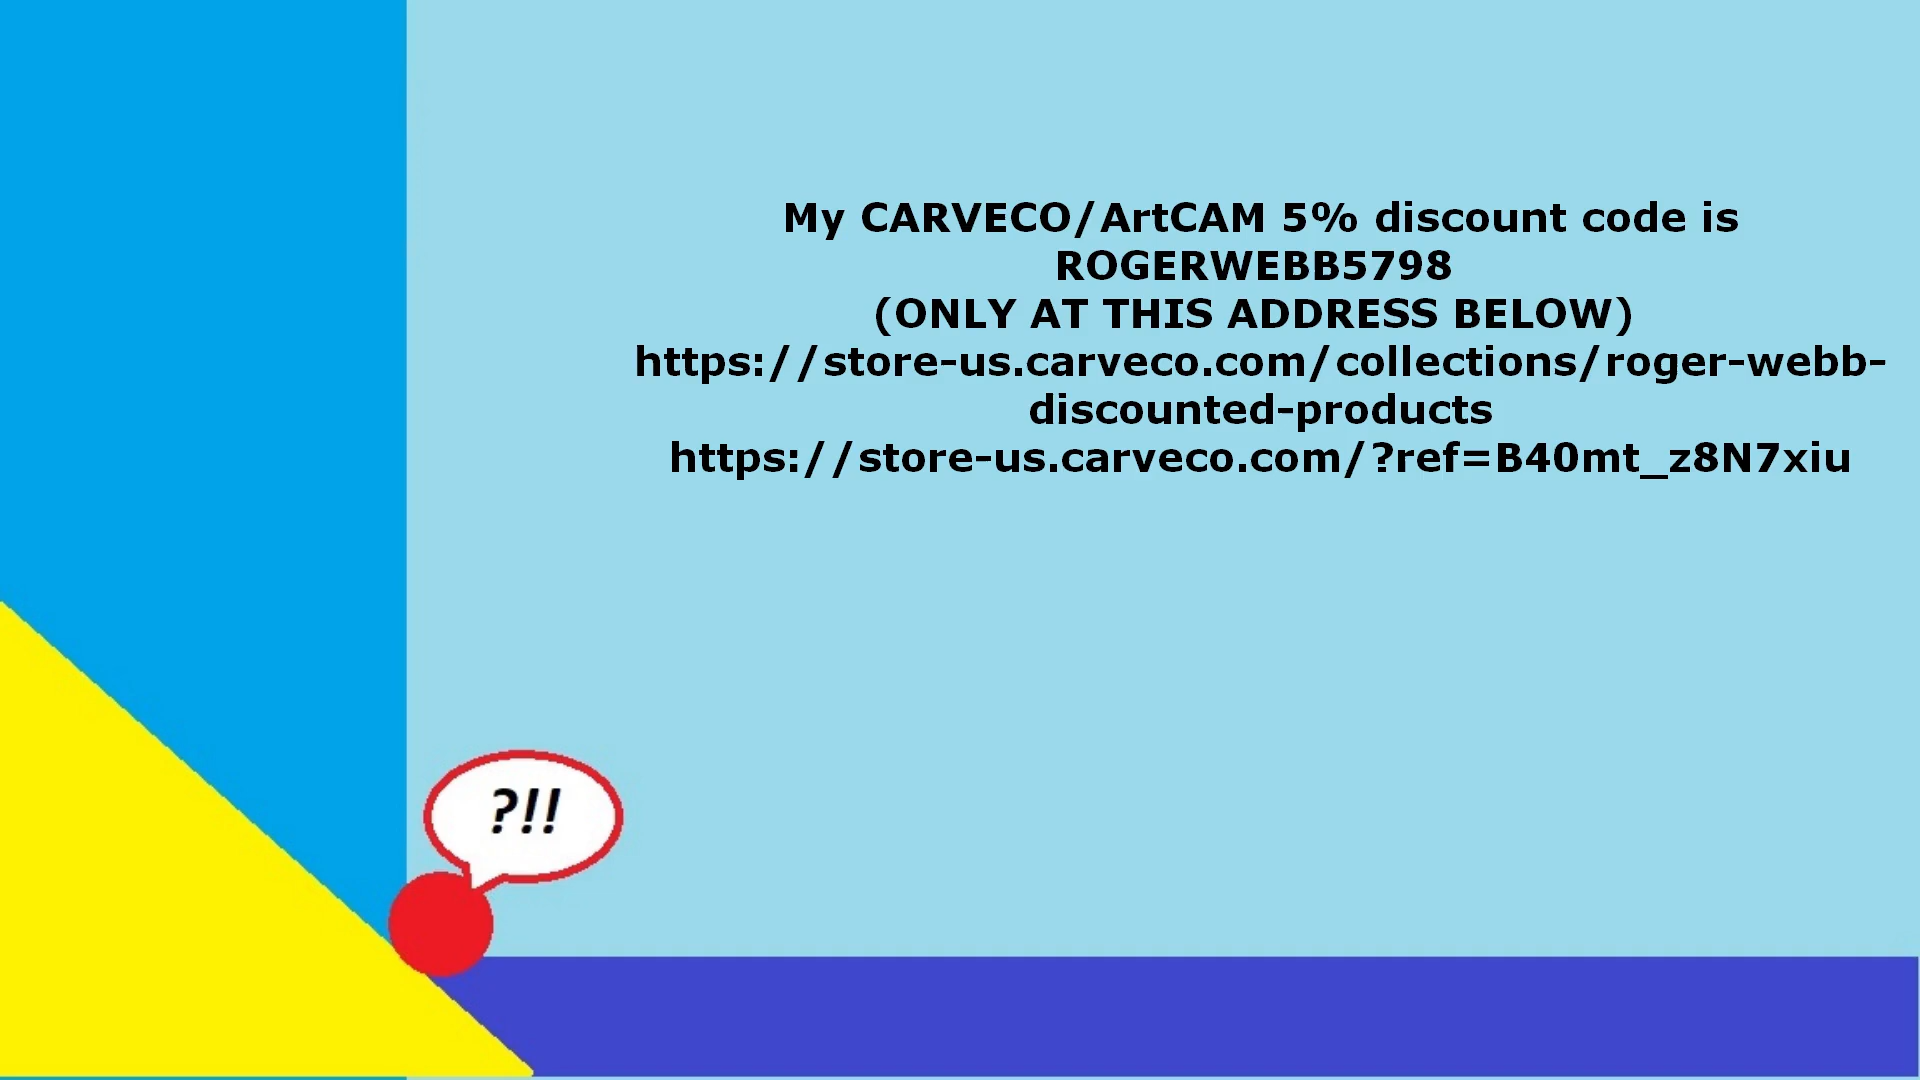 My CARVECO/ArtCAM 5% discount code is
ROGERWEBB5798
(ONLY AT THIS ADDRESS BELOW)
https://store-us.carveco.com/collections/roger-webb-
discounted-products
https://store-us.carveco.com/?ref=B40mt_z8N7xiu
?!!